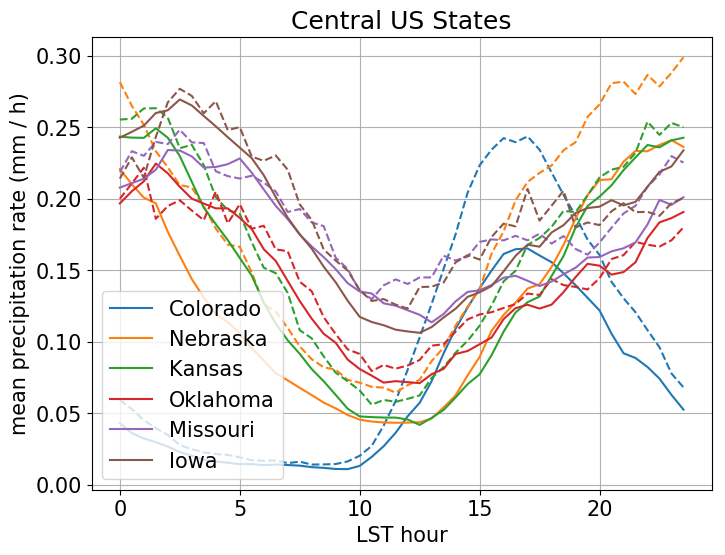 Central US States
mean precipitation rate (mm / h)
0.30
0.25
0.20
0.15
0.10
0.05
0.00
Colorado
Nebraska
Kansas
Oklahoma
Missouri
Iowa
0 5 10 15 20
LST hour